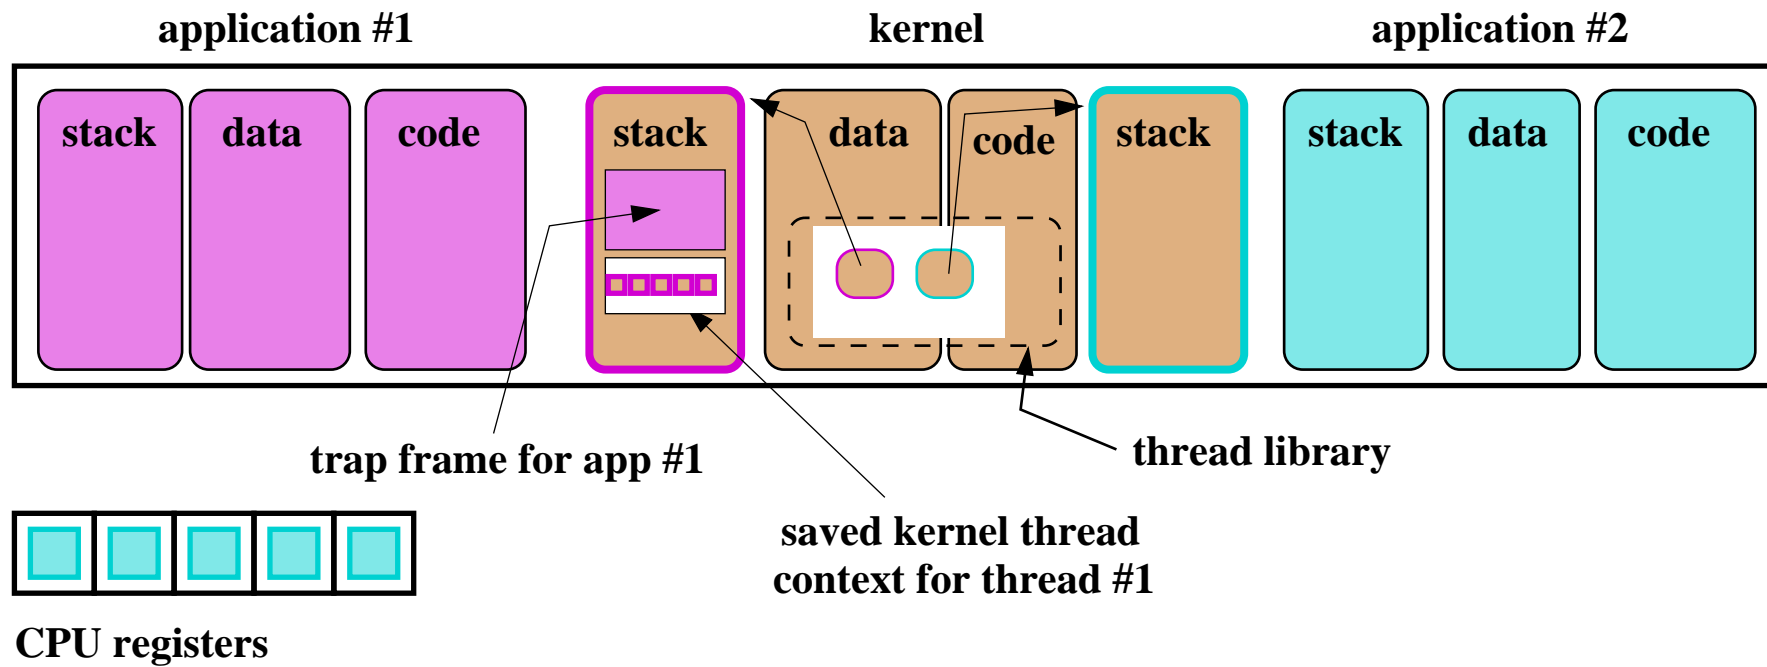 application #1
kernel
application #2
stack
data
code
stack
data
code
stack
stack
data
code
trap frame for app #1
thread library
saved kernel thread
context for thread #1
CPU registers